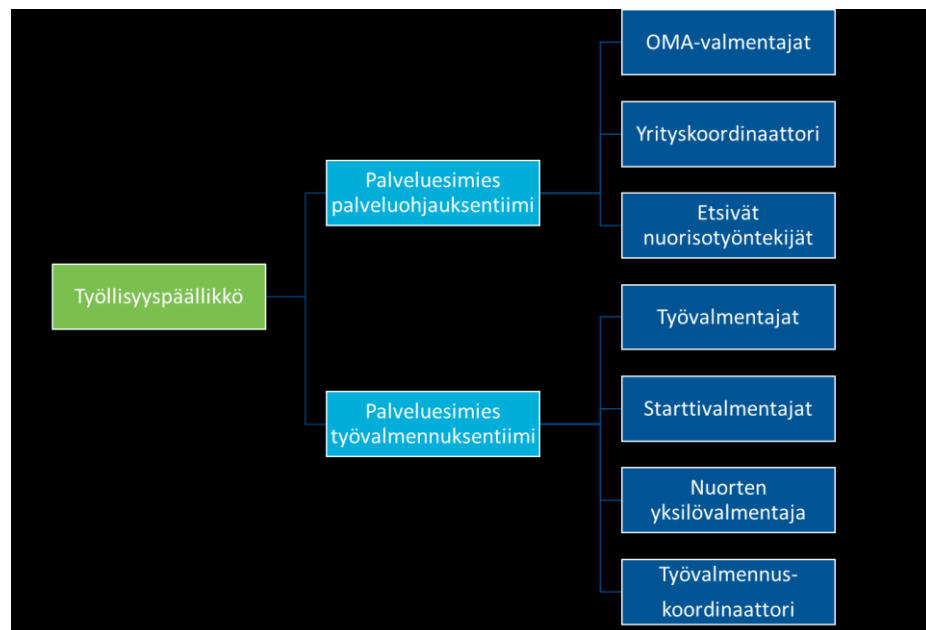 OMA-valmentajat
Yrityskoordinaattori
Palveluesimies
palveluohjauksentiimi
Etsivät
nuorisotyöntekijät
Työllisyyspäällikkö
Työvalmentajat
Palveluesimies
työvalmennuksentiimi
Starttivalmentajat
Nuorten
yksilövalmentaja
Työvalmennus-
koordinaattori